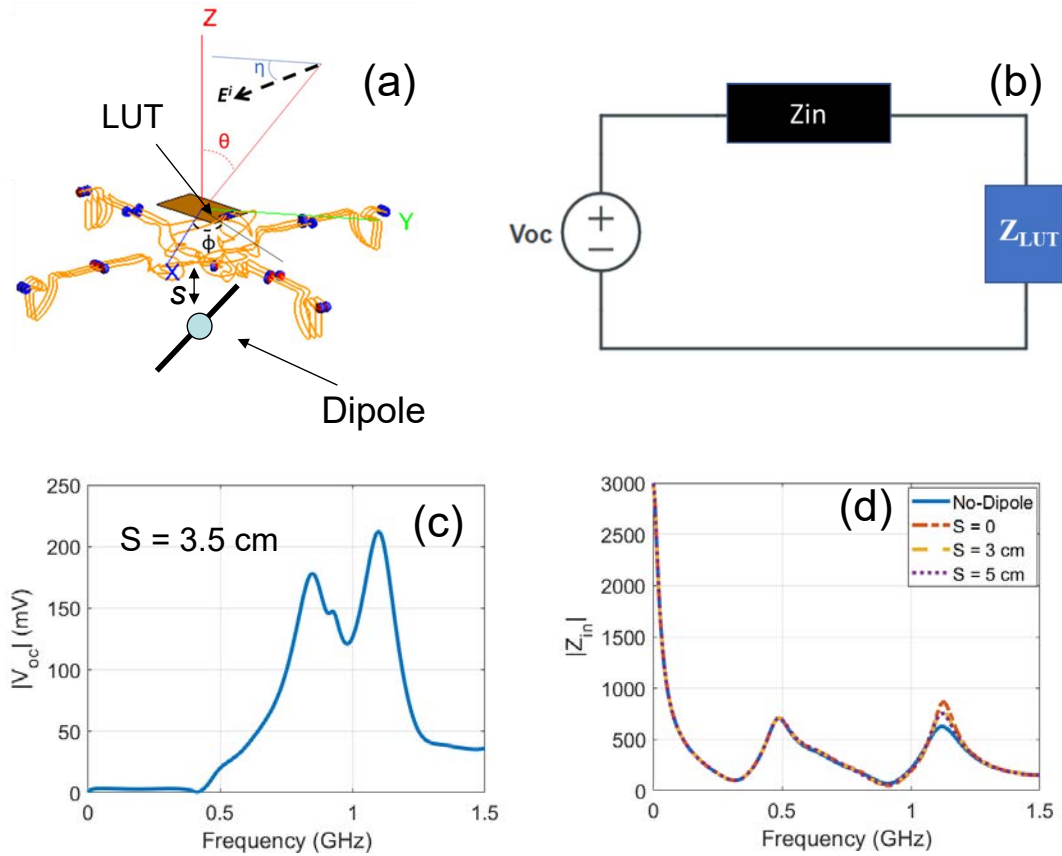 (a)
Z
η
E^i
LUT
θ
Y
ϕ
X
S
Dipole
(b)
Zin
Voc
+
−
Z_LUT
(c)
S = 3.5 cm
|V_oc| (mV)
250
200
150
100
50
0
0
0.5
1
1.5
Frequency (GHz)
(d)
No-Dipole
S = 0
S = 3 cm
S = 5 cm
|Z_in|
3000
2500
2000
1500
1000
500
0
0
0.5
1
1.5
Frequency (GHz)